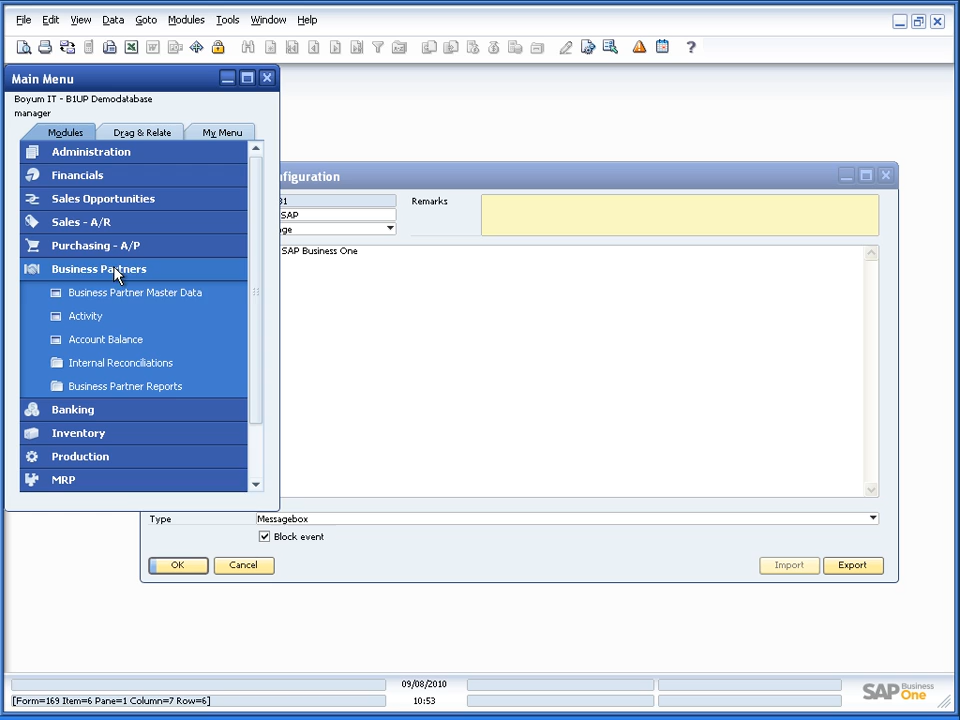 File Edit View Data Goto Modules Tools Window Help
Main Menu
Boyum IT - B1UP Demodatabase
manager
Modules Drag & Relate My Menu
Administration
Financials
Sales Opportunities
Sales - A/R
Purchasing - A/P
Business Partners
Business Partner Master Data
Activity
Account Balance
Internal Reconciliations
Business Partner Reports
Banking
Inventory
Production
MRP
nfiguration
31
SAP
ge
Remarks
SAP Business One
Type Messagebox
Block event
OK Cancel Import Export
09/08/2010
[Form=169 Item=6 Pane=1 Column=7 Row=6] 10:53
SAP Business One